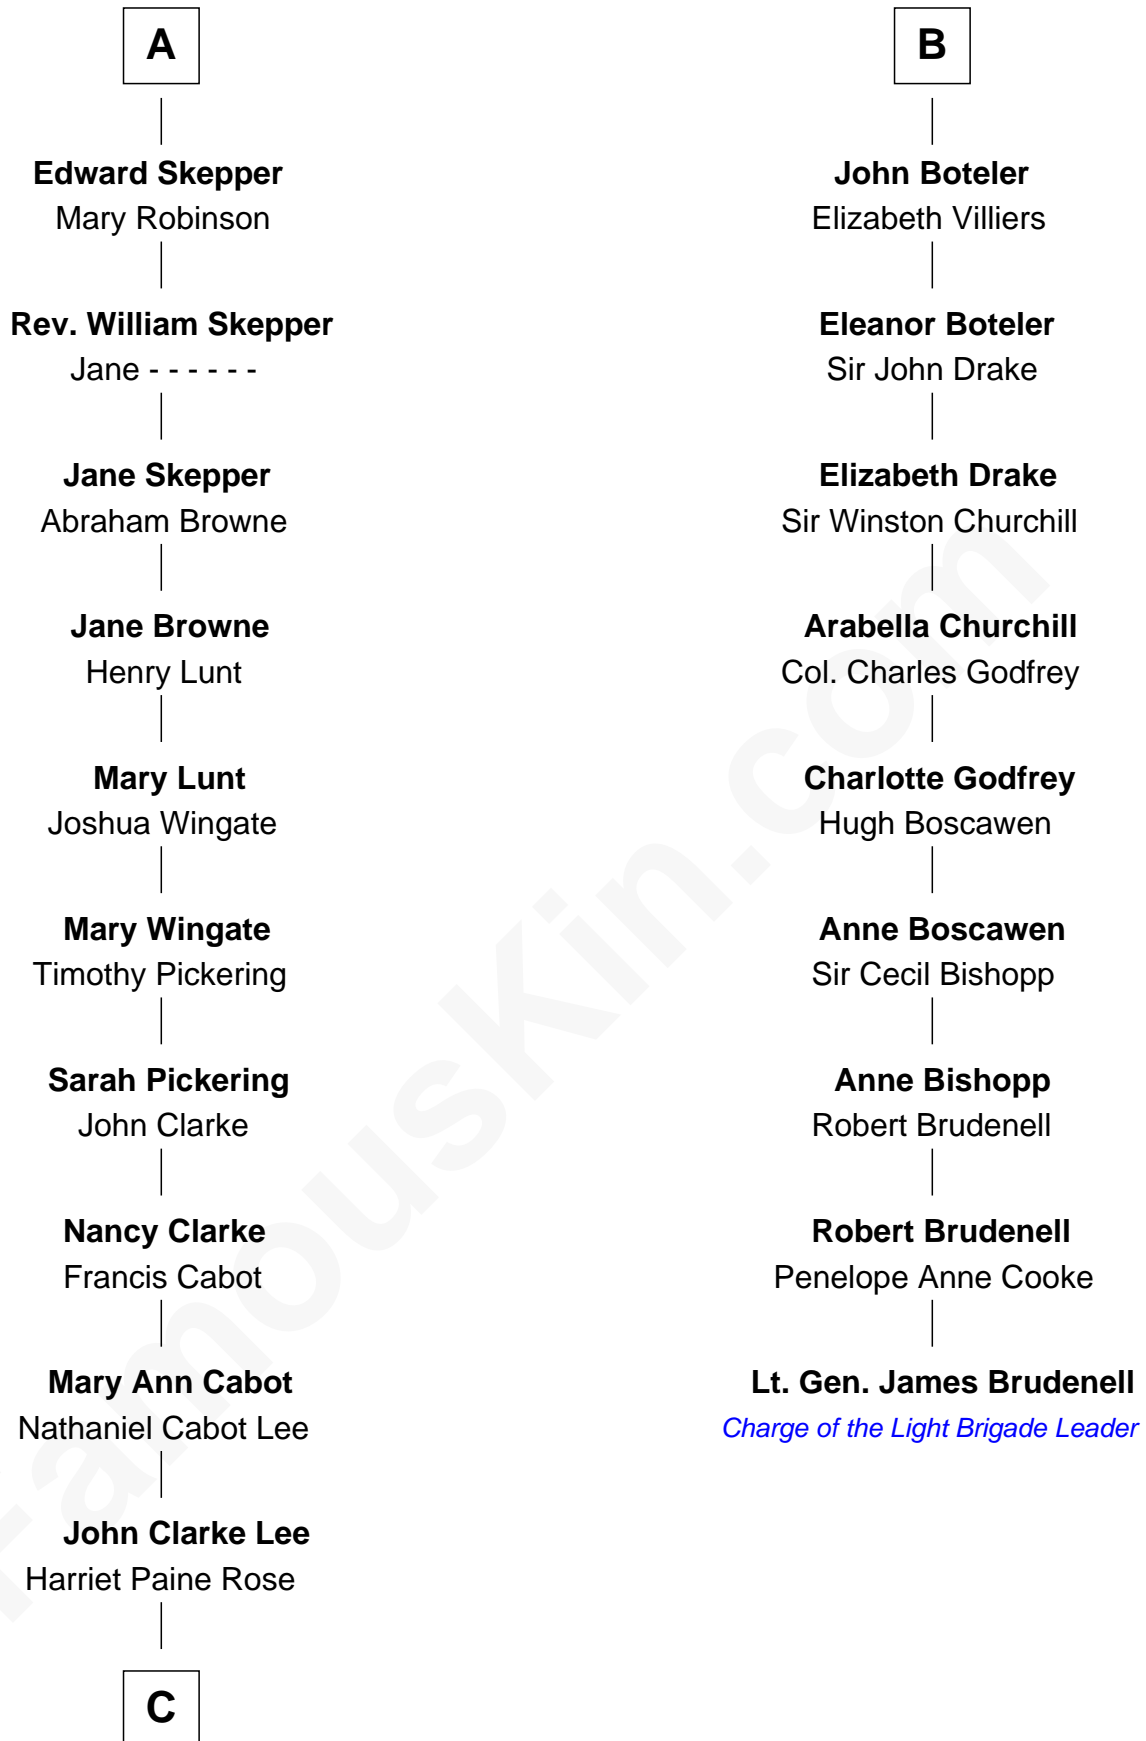 A
Edward Skepper
Mary Robinson
Rev. William Skepper
Jane - - - - - -
Jane Skepper
Abraham Browne
Jane Browne
Henry Lunt
Mary Lunt
Joshua Wingate
Mary Wingate
Timothy Pickering
Sarah Pickering
John Clarke
Nancy Clarke
Francis Cabot
Mary Ann Cabot
Nathaniel Cabot Lee
John Clarke Lee
Harriet Paine Rose
C
B
John Boteler
Elizabeth Villiers
Eleanor Boteler
Sir John Drake
Elizabeth Drake
Sir Winston Churchill
Arabella Churchill
Col. Charles Godfrey
Charlotte Godfrey
Hugh Boscawen
Anne Boscawen
Sir Cecil Bishopp
Anne Bishopp
Robert Brudenell
Robert Brudenell
Penelope Anne Cooke
Lt. Gen. James Brudenell
Charge of the Light Brigade Leader
FamousKin.com